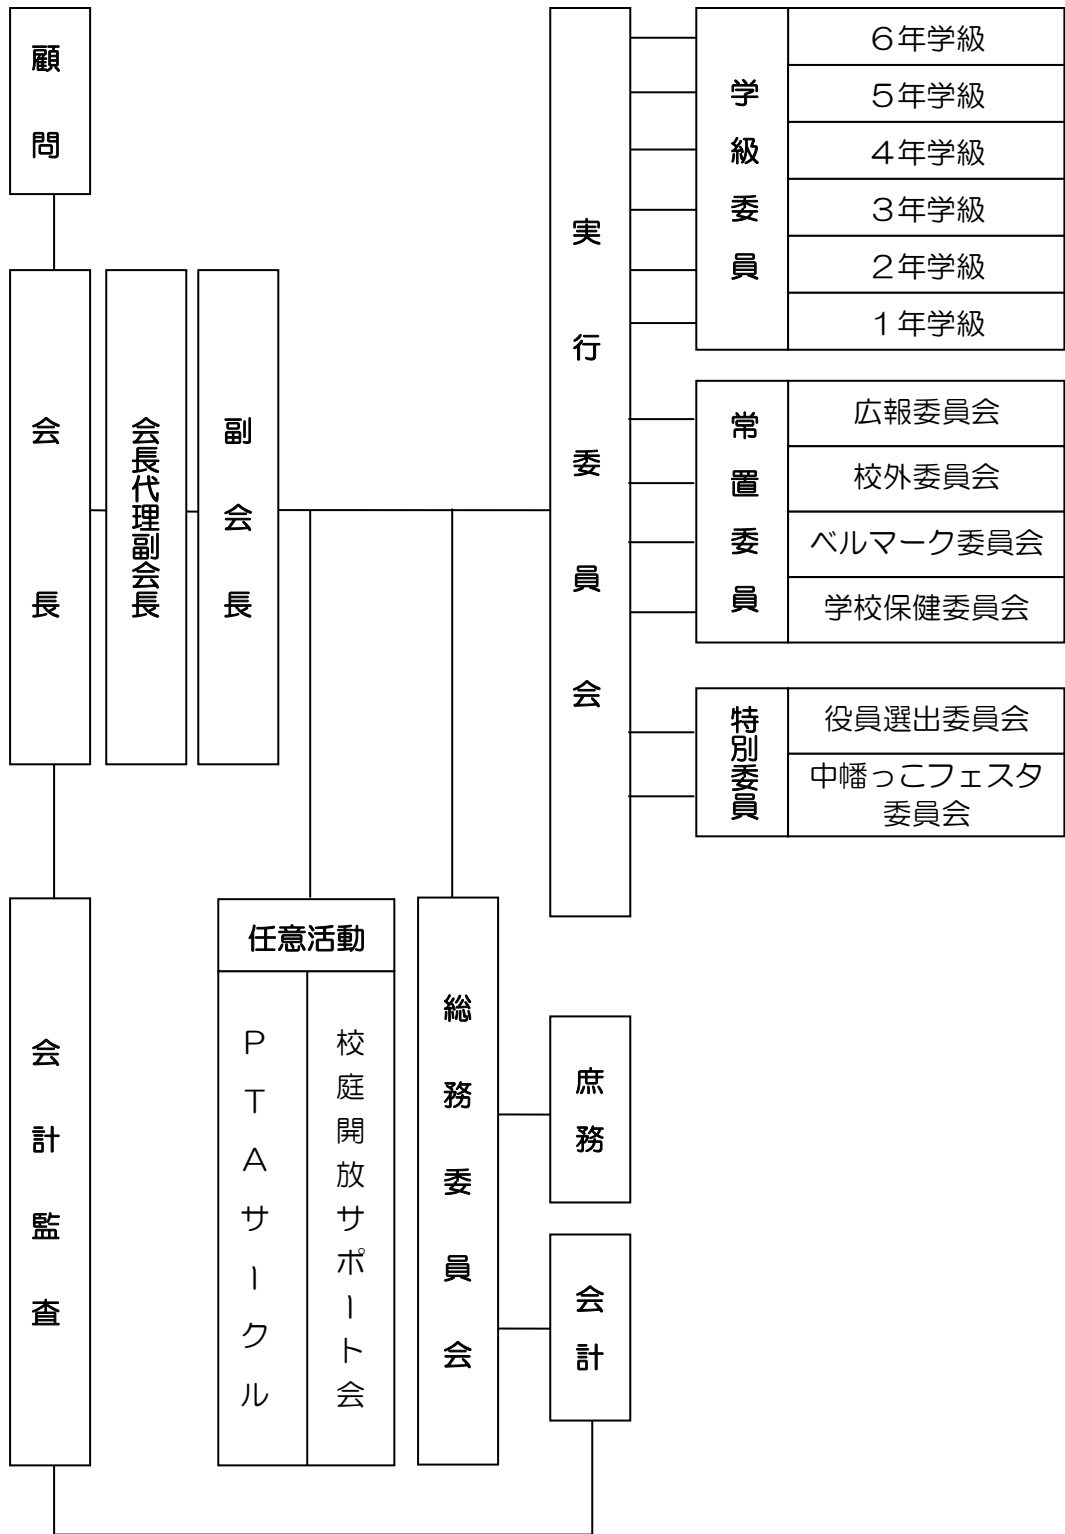 顧問
会長
会長代理副会長
副会長
実行委員会
学級委員
６年学級
５年学級
４年学級
３年学級
２年学級
１年学級
常置委員
広報委員会
校外委員会
ベルマーク委員会
学校保健委員会
特別委員
役員選出委員会
中幡っこフェスタ
委員会
会計監査
任意活動
ＰＴＡサークル
校庭開放サポート会
総務委員会
庶務
会計